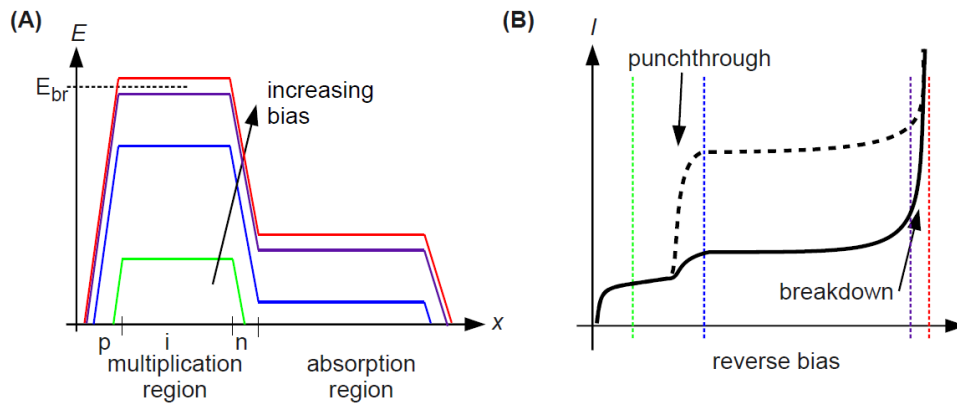 (A)
E
E_br
increasing
bias
x
p
i
n
multiplication
region
absorption
region
(B)
I
punchthrough
breakdown
reverse bias